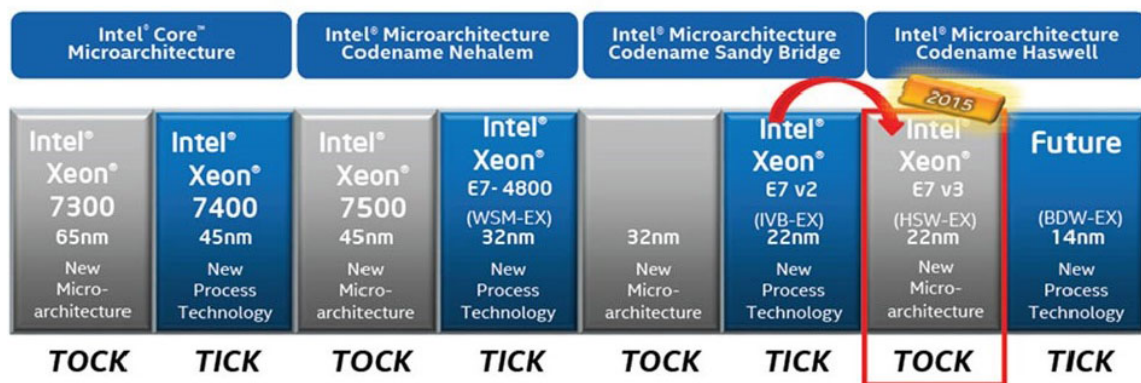 Intel® Core™
Microarchitecture
Intel® Microarchitecture
Codename Nehalem
Intel® Microarchitecture
Codename Sandy Bridge
Intel® Microarchitecture
Codename Haswell
2015
Intel®
Xeon®
7300
65nm
New
Micro-
architecture
TOCK
Intel®
Xeon®
7400
45nm
New
Process
Technology
TICK
Intel®
Xeon®
7500
45nm
New
Micro-
architecture
TOCK
Intel®
Xeon®
E7- 4800
(WSM-EX)
32nm
New
Process
Technology
TICK
32nm
New
Micro-
architecture
TOCK
Intel®
Xeon®
E7 v2
(IVB-EX)
22nm
New
Process
Technology
TICK
Intel®
Xeon®
E7 v3
(HSW-EX)
22nm
New
Micro-
architecture
TOCK
Future
(BDW-EX)
14nm
New
Process
Technology
TICK